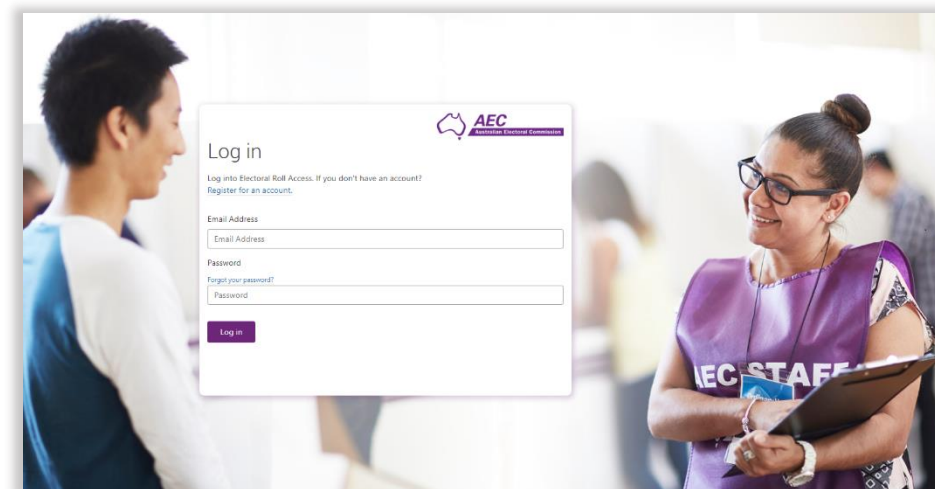 AEC
Australian Electoral Commission
Log in
Log into Electoral Roll Access. If you don't have an account?
Register for an account.
Email Address
Email Address
Password
Forgot your password?
Password
Log in
AEC STAFF